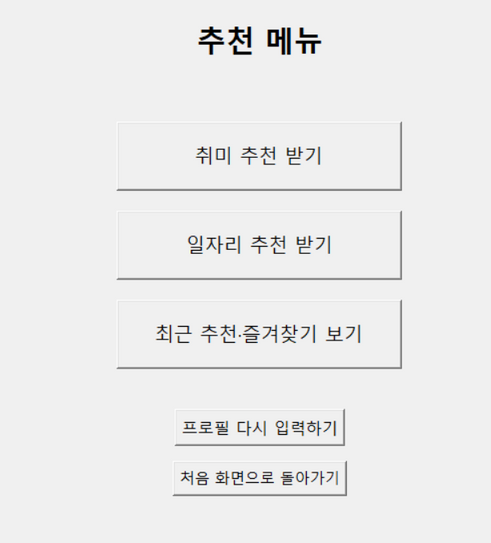 추천 메뉴
취미 추천 받기
일자리 추천 받기
최근 추천·즐겨찾기 보기
프로필 다시 입력하기
처음 화면으로 돌아가기